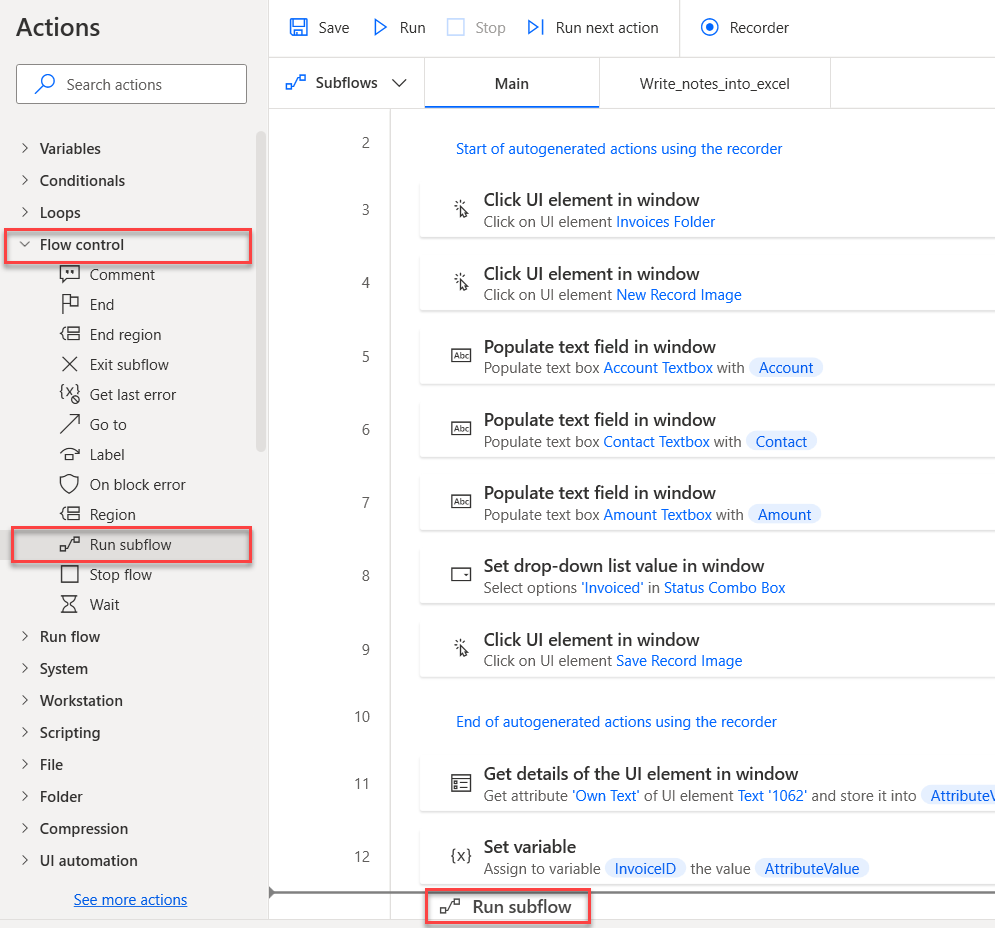 Actions
Search actions
Variables
Conditionals
Loops
Flow control
Comment
End
End region
Exit subflow
Get last error
Go to
Label
On block error
Region
Run subflow
Stop flow
Wait
Run flow
System
Workstation
Scripting
File
Folder
Compression
UI automation
See more actions
Save Run Stop Run next action Recorder
Subflows Main Write_notes_into_excel
2 Start of autogenerated actions using the recorder
3 Click UI element in window
Click on UI element Invoices Folder
4 Click UI element in window
Click on UI element New Record Image
5 Abc Populate text field in window
Populate text box Account Textbox with Account
6 Abc Populate text field in window
Populate text box Contact Textbox with Contact
7 Abc Populate text field in window
Populate text box Amount Textbox with Amount
8 Set drop-down list value in window
Select options 'Invoiced' in Status Combo Box
9 Click UI element in window
Click on UI element Save Record Image
10 End of autogenerated actions using the recorder
11 Get details of the UI element in window
Get attribute 'Own Text' of UI element Text '1062' and store it into AttributeV
12 {x} Set variable
Assign to variable InvoiceID the value AttributeValue
Run subflow